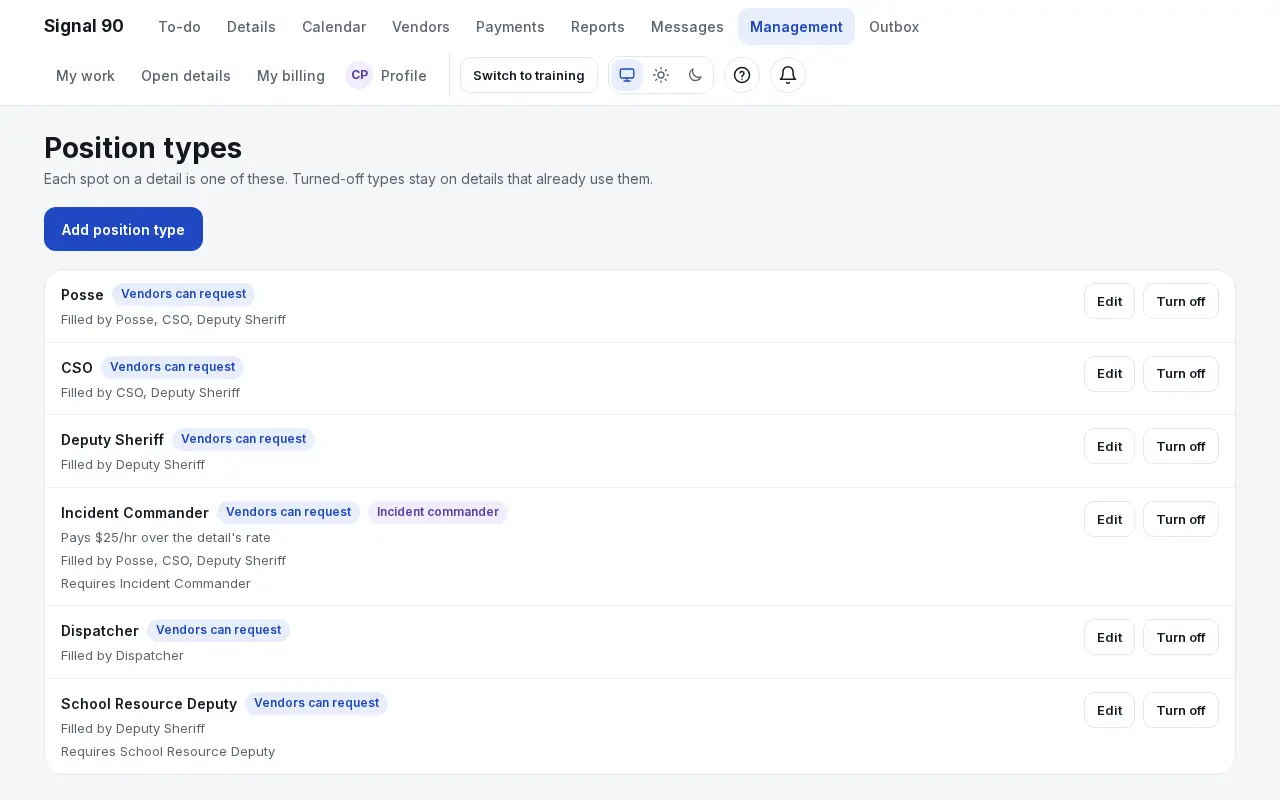 Signal 90 To-do Details Calendar Vendors Payments Reports Messages Management Outbox
My work Open details My billing CP Profile Switch to training
Position types
Each spot on a detail is one of these. Turned-off types stay on details that already use them.
Add position type
Posse Vendors can request Edit Turn off
Filled by Posse, CSO, Deputy Sheriff
CSO Vendors can request Edit Turn off
Filled by CSO, Deputy Sheriff
Deputy Sheriff Vendors can request Edit Turn off
Filled by Deputy Sheriff
Incident Commander Vendors can request Incident commander Edit Turn off
Pays $25/hr over the detail's rate
Filled by Posse, CSO, Deputy Sheriff
Requires Incident Commander
Dispatcher Vendors can request Edit Turn off
Filled by Dispatcher
School Resource Deputy Vendors can request Edit Turn off
Filled by Deputy Sheriff
Requires School Resource Deputy